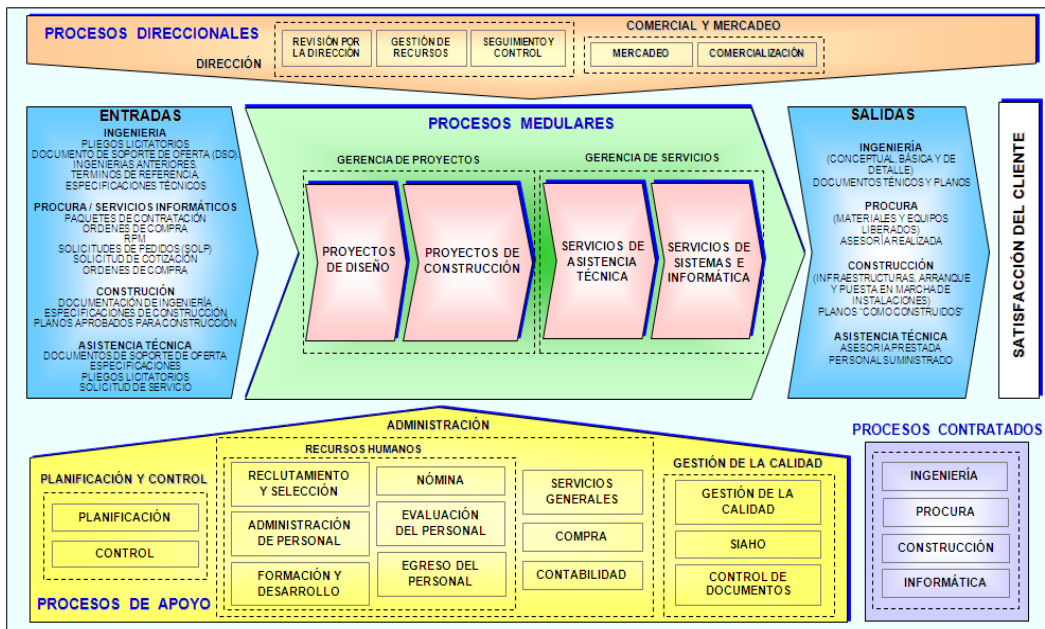 PROCESOS DIRECCIONALES
DIRECCIÓN
REVISIÓN POR
LA DIRECCIÓN
GESTIÓN DE
RECURSOS
SEGUIMIENTO Y
CONTROL
COMERCIAL Y MERCADEO
MERCADEO
COMERCIALIZACIÓN
ENTRADAS
INGENIERIA
PLIEGOS LICITATORIOS
DOCUMENTO DE SOPORTE DE OFERTA (DSO)
INGENIERIAS ANTERIORES.
TERMINOS DE REFERENCIA
ESPECIFICACIONES TÉCNICOS
PROCURA / SERVICIOS INFORMÁTICOS
PAQUETES DE CONTRATACIÓN
ÓRDENES DE COMPRA
RPM
SOLICITUDES DE PEDIDOS (SOLP)
SOLICITUD DE COTIZACIÓN
ORDENES DE COMPRA
CONSTRUCIÓN
DOCUMENTACIÓN DE INGENIERÍA
ESPECIFICACIONES DE CONSTRUCCIÓN
PLANOS APROBADOS PARA CONSTRUCCIÓN
ASISTENCIA TÉCNICA
DOCUMENTOS DE SOPORTE DE OFERTA
ESPECIFICACIONES
PLIEGOS LICITATORIOS
SOLICITUD DE SERVICIO
PROCESOS MEDULARES
GERENCIA DE PROYECTOS
PROYECTOS
DE DISEÑO
PROYECTOS DE
CONSTRUCCIÓN
GERENCIA DE SERVICIOS
SERVICIOS DE
ASISTENCIA
TÉCNICA
SERVICIOS DE
SISTEMAS E
INFORMÁTICA
SALIDAS
INGENIERÍA
(CONCEPTUAL, BÁSICA Y DE
DETALLE)
DOCUMENTOS TÉNICOS Y PLANOS
PROCURA
(MATERIALES Y EQUIPOS
LIBERADOS)
ASESORÍA REALIZADA
CONSTRUCCIÓN
(INFRAESTRUCTURAS, ARRANQUE
Y PUESTA EN MARCHA DE
INSTALACIONES)
PLANOS "COMO CONSTRUIDOS"
ASISTENCIA TÉCNICA
ASESORIA PRESTADA
PERSONAL SUMINISTRADO
SATISFACCIÓN DEL CLIENTE
ADMINISTRACIÓN
RECURSOS HUMANOS
PLANIFICACIÓN Y CONTROL
PLANIFICACIÓN
CONTROL
PROCESOS DE APOYO
RECLUTAMIENTO
Y SELECCIÓN
ADMINISTRACIÓN
DE PERSONAL
FORMACIÓN Y
DESARROLLO
NÓMINA
EVALUACIÓN
DEL PERSONAL
EGRESO DEL
PERSONAL
SERVICIOS
GENERALES
COMPRA
CONTABILIDAD
GESTIÓN DE LA CALIDAD
GESTIÓN DE LA
CALIDAD
SIAHO
CONTROL DE
DOCUMENTOS
PROCESOS CONTRATADOS
INGENIERÍA
PROCURA
CONSTRUCCIÓN
INFORMÁTICA